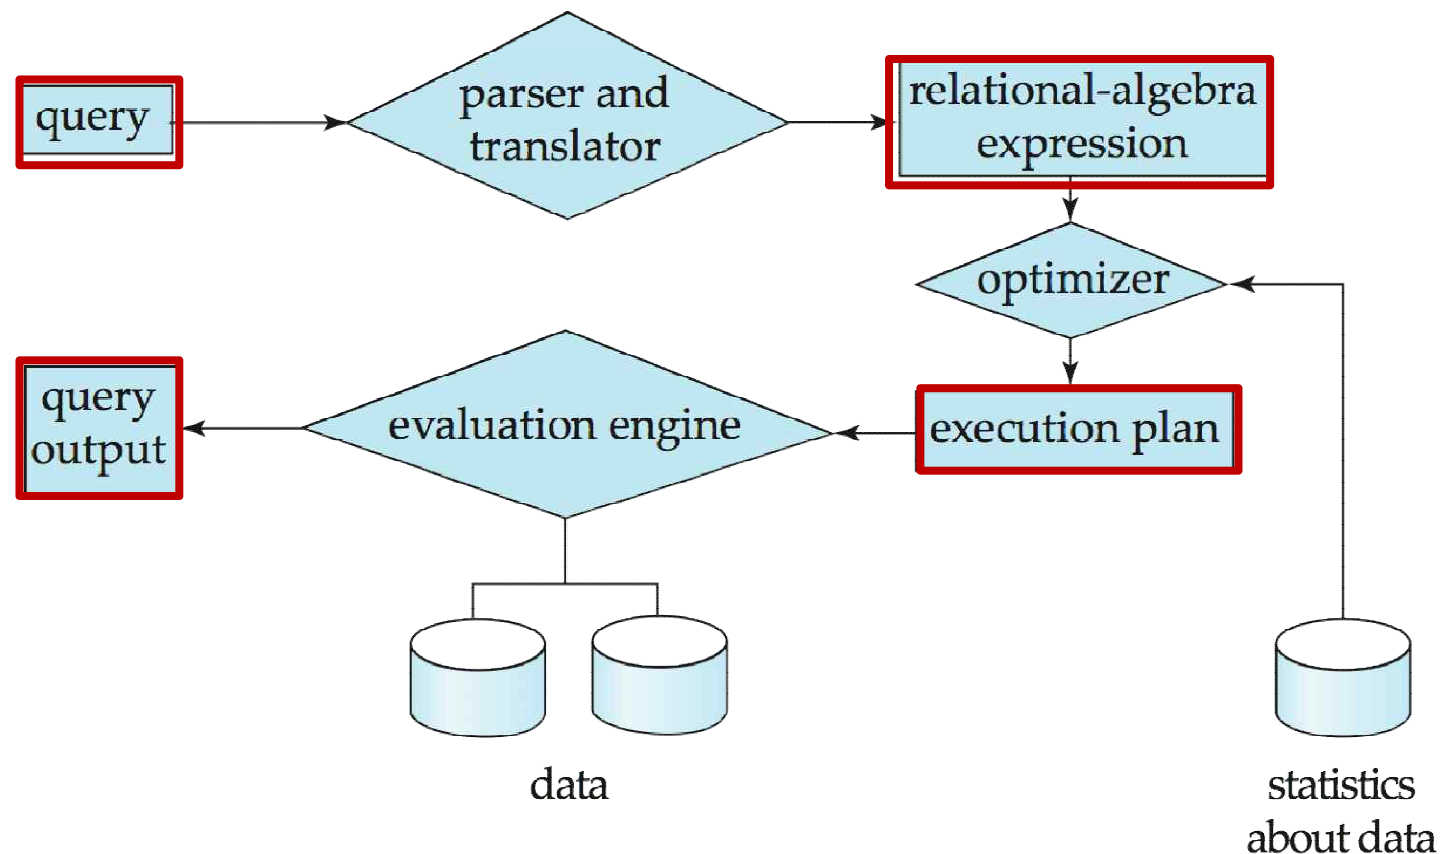 query
parser and
translator
relational-algebra
expression
optimizer
query
output
evaluation engine
execution plan
data
statistics
about data